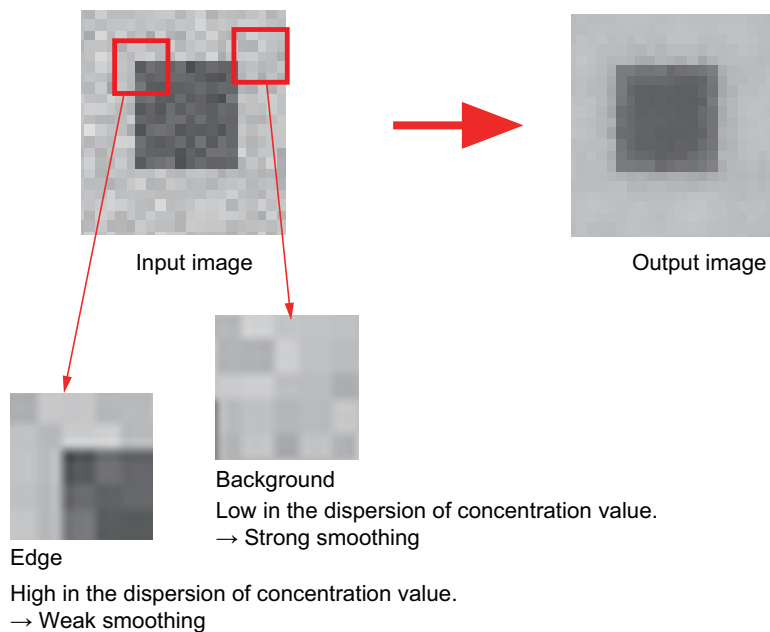 Input image
Output image
Background
Low in the dispersion of concentration value.
→ Strong smoothing
Edge
High in the dispersion of concentration value.
→ Weak smoothing